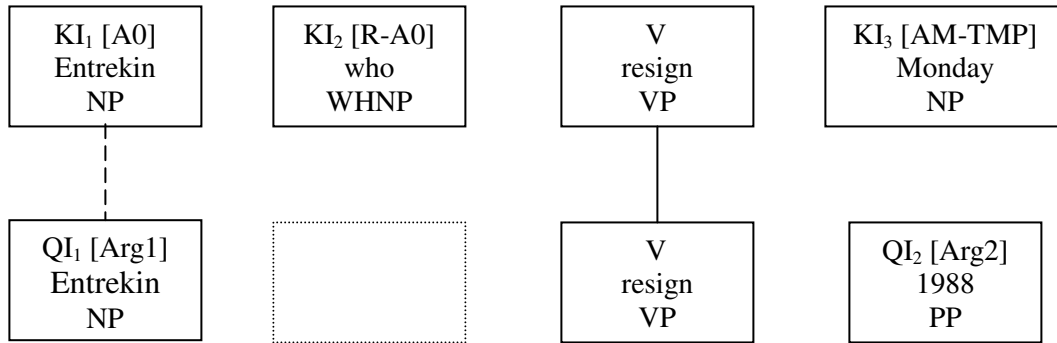 KI₁ [A0]
Entrekin
NP
KI₂ [R-A0]
who
WHNP
V
resign
VP
KI₃ [AM-TMP]
Monday
NP
QI₁ [Arg1]
Entrekin
NP
V
resign
VP
QI₂ [Arg2]
1988
PP